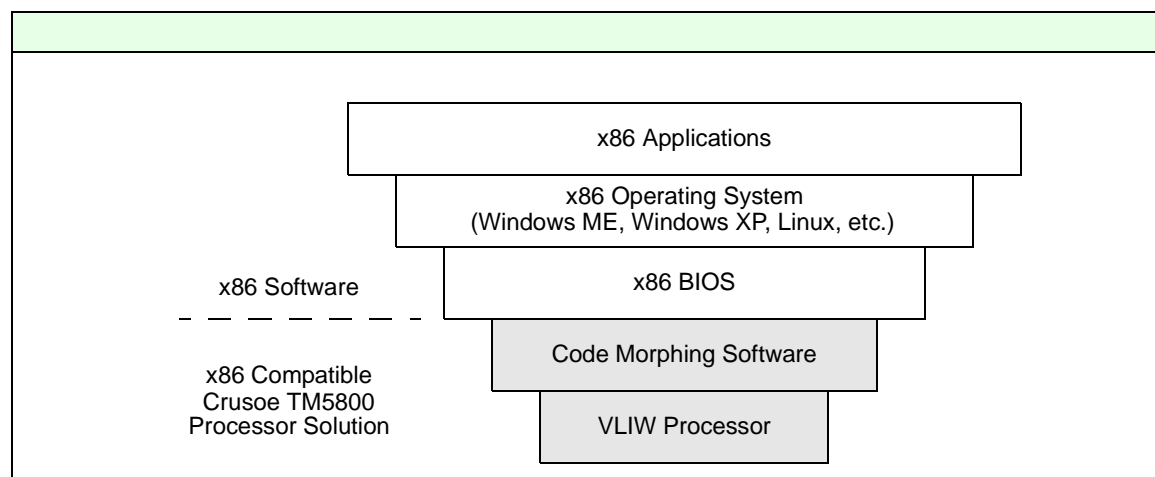 x86 Applications
x86 Operating System
(Windows ME, Windows XP, Linux, etc.)
x86 BIOS
x86 Software
Code Morphing Software
x86 Compatible
Crusoe TM5800
Processor Solution
VLIW Processor